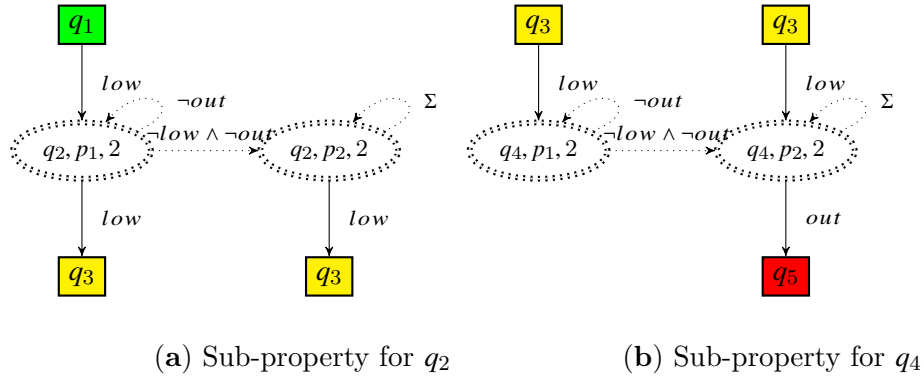 q1 q3 q3
low low low
¬out Σ ¬out Σ
¬low ∧ ¬out ¬low ∧ ¬out
q2, p1, 2 q2, p2, 2 q4, p1, 2 q4, p2, 2
low low out
q3 q3 q5
(a) Sub-property for q2 (b) Sub-property for q4